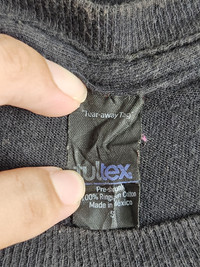 "Tear-away Tag"
tultex
Pre-shrunk
100% Ringspun Cotton
Made in Mexico
S